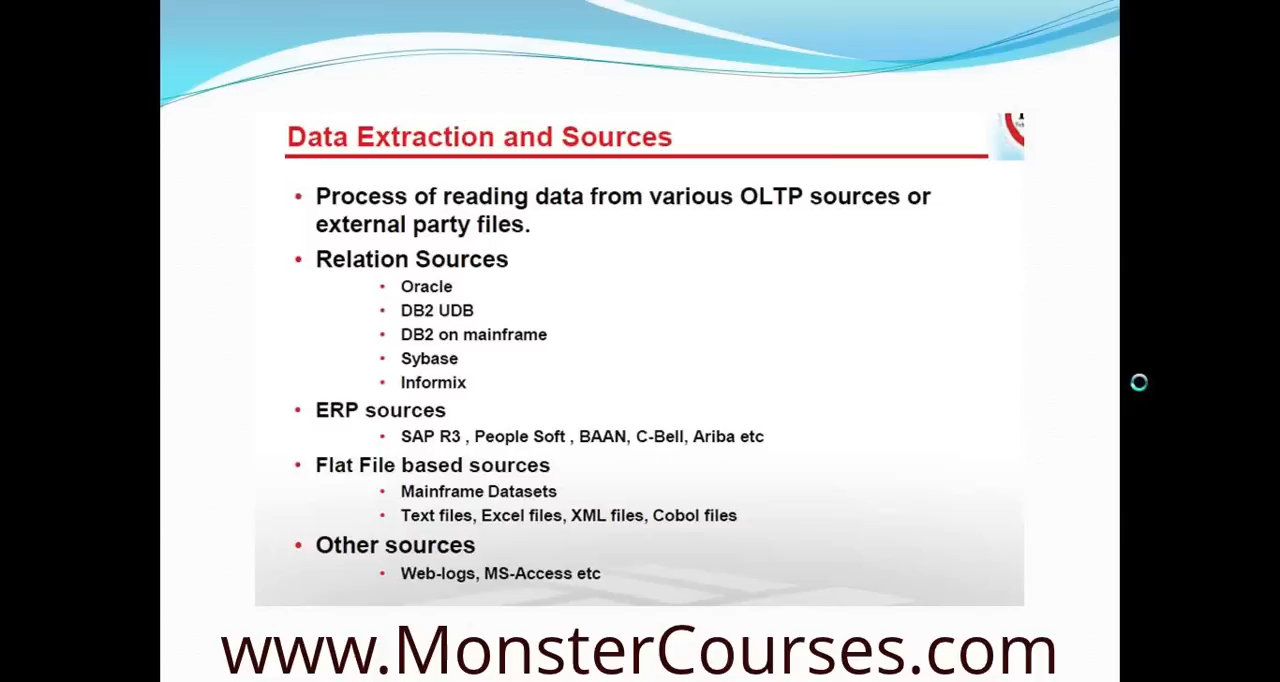 Data Extraction and Sources
• Process of reading data from various OLTP sources or
external party files.
• Relation Sources
• Oracle
• DB2 UDB
• DB2 on mainframe
• Sybase
• Informix
• ERP sources
• SAP R3 , People Soft , BAAN, C-Bell, Ariba etc
• Flat File based sources
• Mainframe Datasets
• Text files, Excel files, XML files, Cobol files
• Other sources
• Web-logs, MS-Access etc
www.MonsterCourses.com